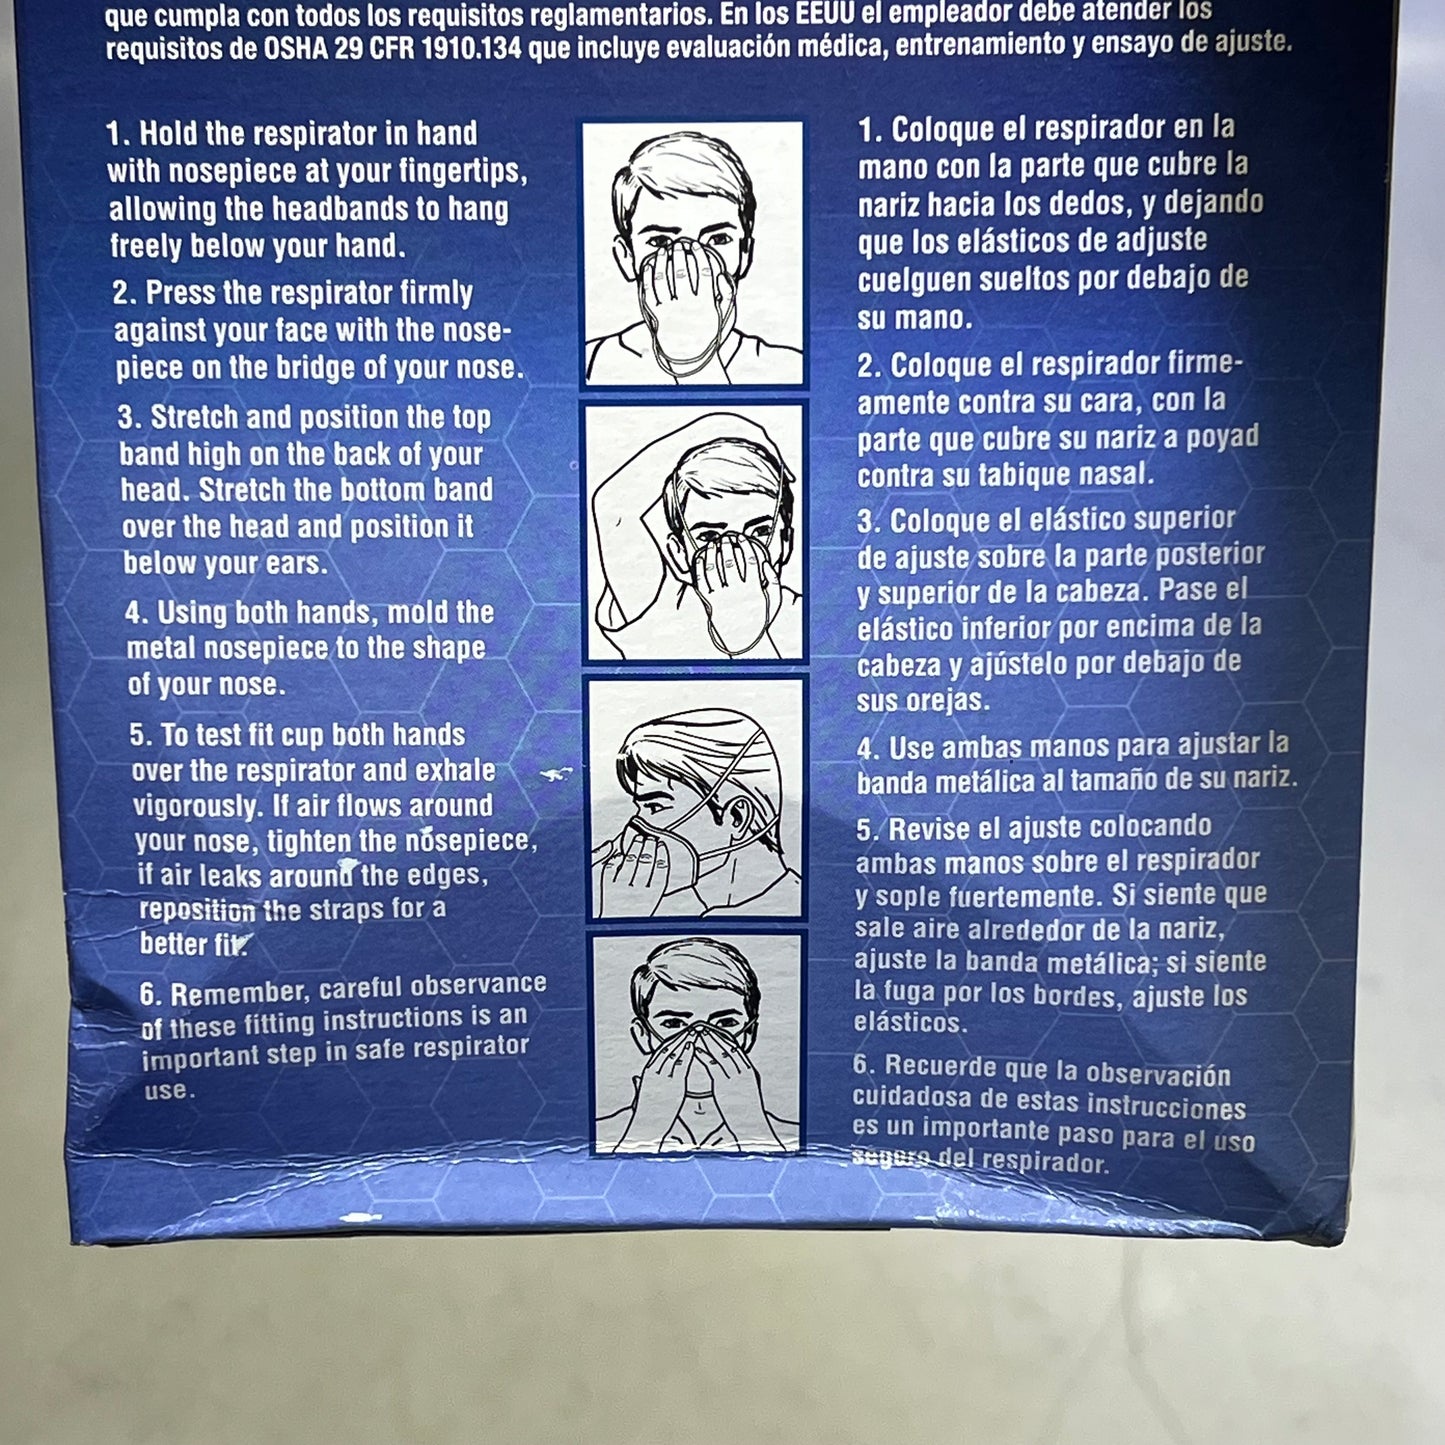 que cumpla con todos los requisitos reglamentarios. En los EEUU el empleador debe atender los
requisitos de OSHA 29 CFR 1910.134 que incluye evaluación médica, entrenamiento y ensayo de ajuste.
1. Hold the respirator in hand
with nosepiece at your fingertips,
allowing the headbands to hang
freely below your hand.
2. Press the respirator firmly
against your face with the nose-
piece on the bridge of your nose.
3. Stretch and position the top
band high on the back of your
head. Stretch the bottom band
over the head and position it
below your ears.
4. Using both hands, mold the
metal nosepiece to the shape
of your nose.
5. To test fit cup both hands
over the respirator and exhale
vigorously. If air flows around
your nose, tighten the nosepiece,
if air leaks around the edges,
reposition the straps for a
better fit.
6. Remember, careful observance
of these fitting instructions is an
important step in safe respirator
use.
1. Coloque el respirador en la
mano con la parte que cubre la
nariz hacia los dedos, y dejando
que los elásticos de adjuste
cuelguen sueltos por debajo de
su mano.
2. Coloque el respirador firme-
amente contra su cara, con la
parte que cubre su nariz a poyad
contra su tabique nasal.
3. Coloque el elástico superior
de ajuste sobre la parte posterior
y superior de la cabeza. Pase el
elástico inferior por encima de la
cabeza y ajústelo por debajo de
sus orejas.
4. Use ambas manos para ajustar la
banda metálica al tamaño de su nariz.
5. Revise el ajuste colocando
ambas manos sobre el respirador
y sople fuertemente. Si siente que
sale aire alrededor de la nariz,
ajuste la banda metálica; si siente
la fuga por los bordes, ajuste los
elásticos.
6. Recuerde que la observación
cuidadosa de estas instrucciones
es un importante paso para el uso
seguro del respirador.